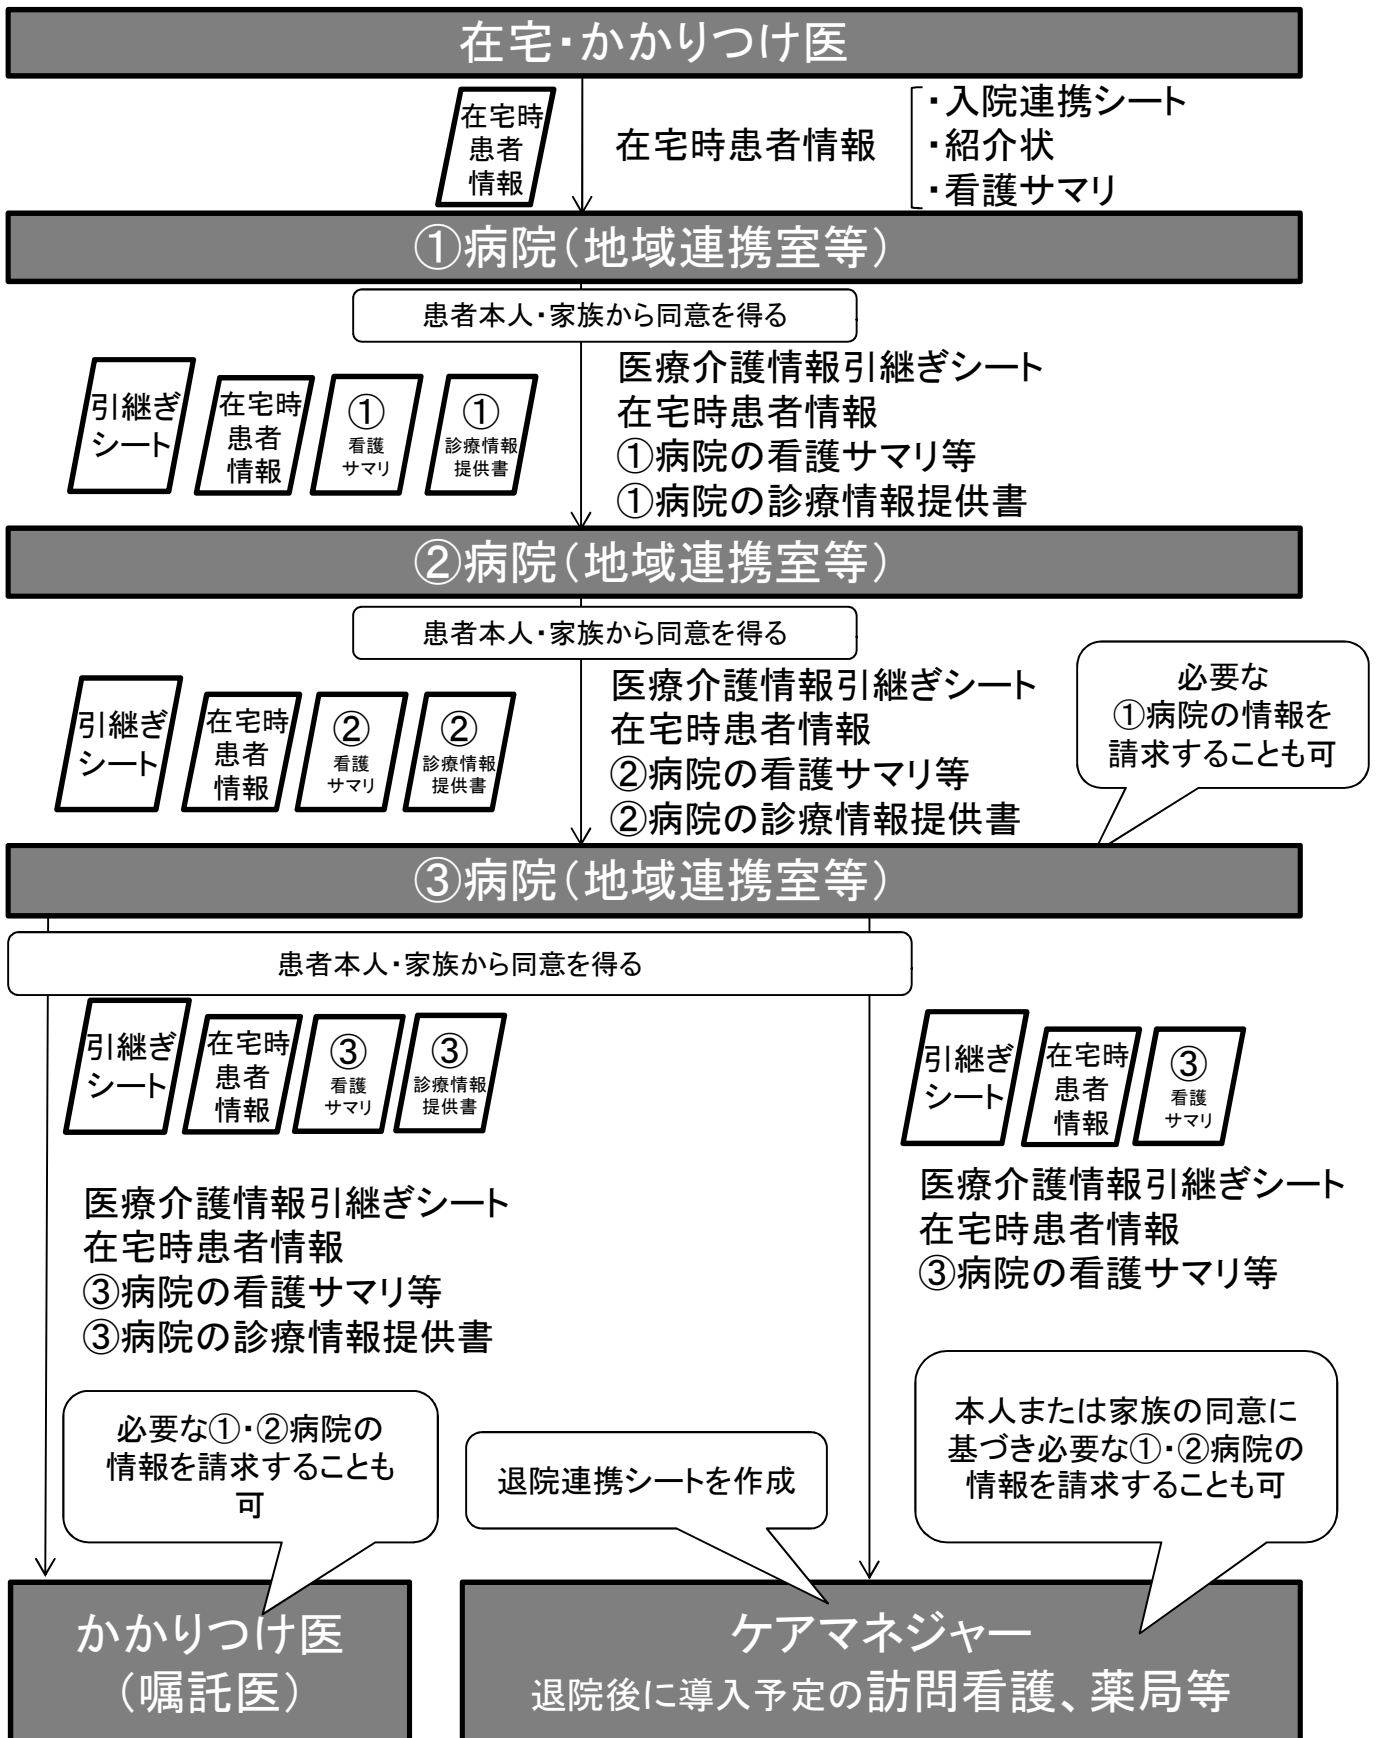 在宅・かかりつけ医
在宅時
患者
情報
在宅時患者情報
・入院連携シート
・紹介状
・看護サマリ
①病院（地域連携室等）
患者本人・家族から同意を得る
引継ぎ
シート
在宅時
患者
情報
①
看護
サマリ
①
診療情報
提供書
医療介護情報引継ぎシート
在宅時患者情報
①病院の看護サマリ等
①病院の診療情報提供書
②病院（地域連携室等）
患者本人・家族から同意を得る
引継ぎ
シート
在宅時
患者
情報
②
看護
サマリ
②
診療情報
提供書
医療介護情報引継ぎシート
在宅時患者情報
②病院の看護サマリ等
②病院の診療情報提供書
必要な
①病院の情報を
請求することも可
③病院（地域連携室等）
患者本人・家族から同意を得る
引継ぎ
シート
在宅時
患者
情報
③
看護
サマリ
③
診療情報
提供書
医療介護情報引継ぎシート
在宅時患者情報
③病院の看護サマリ等
③病院の診療情報提供書
引継ぎ
シート
在宅時
患者
情報
③
看護
サマリ
医療介護情報引継ぎシート
在宅時患者情報
③病院の看護サマリ等
必要な①・②病院の
情報を請求することも
可
退院連携シートを作成
本人または家族の同意に
基づき必要な①・②病院の
情報を請求することも可
かかりつけ医
（嘱託医）
ケアマネジャー
退院後に導入予定の訪問看護、薬局等